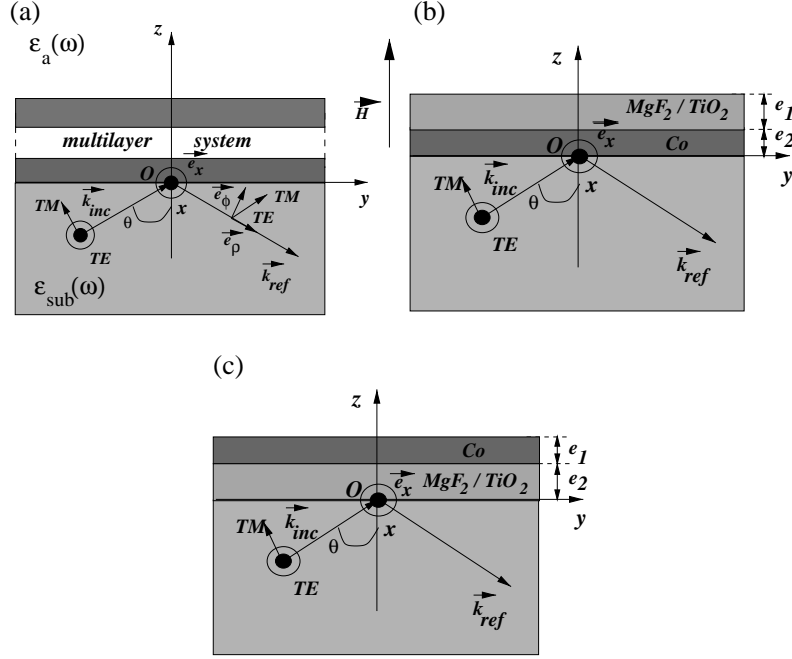 (a)
z
ε_a(ω)
H
multilayer system
O
e_x
y
k_inc
e_φ
TM
TM
x
TE
θ
TE
e_ρ
k_ref
ε_sub(ω)
(b)
z
MgF_2 / TiO_2
e_1
e_x
e_2
O
Co
y
k_inc
TM
x
θ
TE
k_ref
(c)
z
Co
e_1
O
e_x
MgF_2 / TiO_2
e_2
y
k_inc
TM
x
θ
TE
k_ref